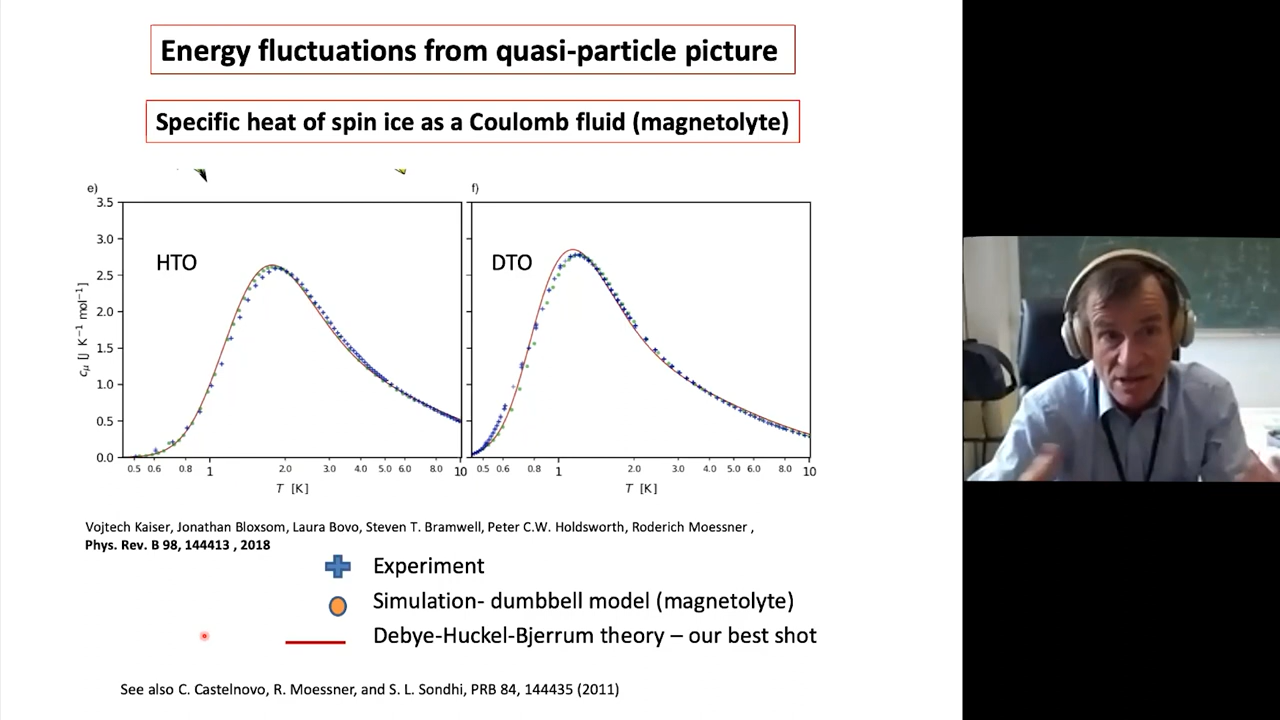 Energy fluctuations from quasi-particle picture
Specific heat of spin ice as a Coulomb fluid (magnetolyte)
e)
f)
3.5
3.0
2.5
2.0
1.5
1.0
0.5
0.0
cμ [J K⁻¹ mol⁻¹]
HTO
DTO
0.5 0.6 0.8 1 2.0 3.0 4.0 5.0 6.0 8.0 10
0.5 0.6 0.8 1 2.0 3.0 4.0 5.0 6.0 8.0 10
T [K]
T [K]
Vojtech Kaiser, Jonathan Bloxsom, Laura Bovo, Steven T. Bramwell, Peter C.W. Holdsworth, Roderich Moessner ,
Phys. Rev. B 98, 144413 , 2018
Experiment
Simulation- dumbbell model (magnetolyte)
Debye-Huckel-Bjerrum theory – our best shot
See also C. Castelnovo, R. Moessner, and S. L. Sondhi, PRB 84, 144435 (2011)